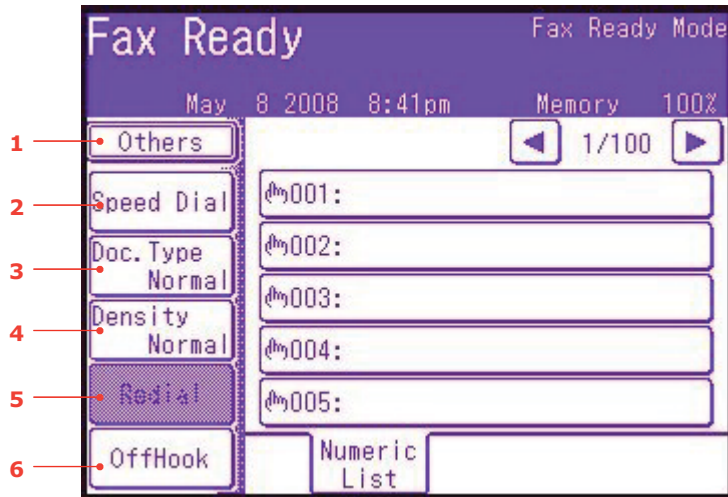 Fax Ready
Fax Ready Mode
May 8 2008 8:41pm Memory 100%
1
Others
1/100
2
Speed Dial
001:
3
Doc.Type
Normal
002:
4
Density
Normal
003:
004:
5
Redial
005:
6
OffHook
Numeric
List